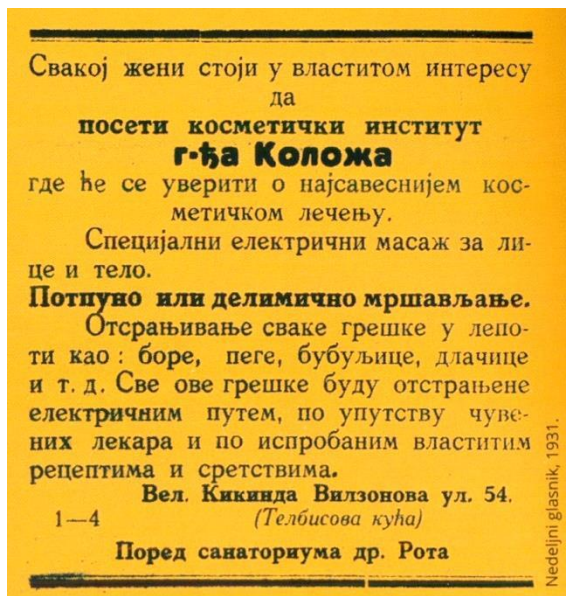 Свакој жени стоји у властитом интересу
да
посети косметички институт
г-ђа Коложа
где ће се уверити о најсавеснијем кос-
метичком лечењу.
Специјални електрични масаж за ли-
це и тело.
Потпуно или делимично мршављање.
Отсрањивање сваке грешке у лепо-
ти као : боре, пеге, бубуљице, длачице
и т. д. Све ове грешке буду отстрањене
електричним путем, по упутству чуве-
них лекара и по испробаним властитим
рецептима и сретствима.
Вел. Кикинда Вилзонова ул. 54.
1—4 (Телбисова кућа)
Поред санаториума др. Рота
Nedeljni glasnik, 1931.